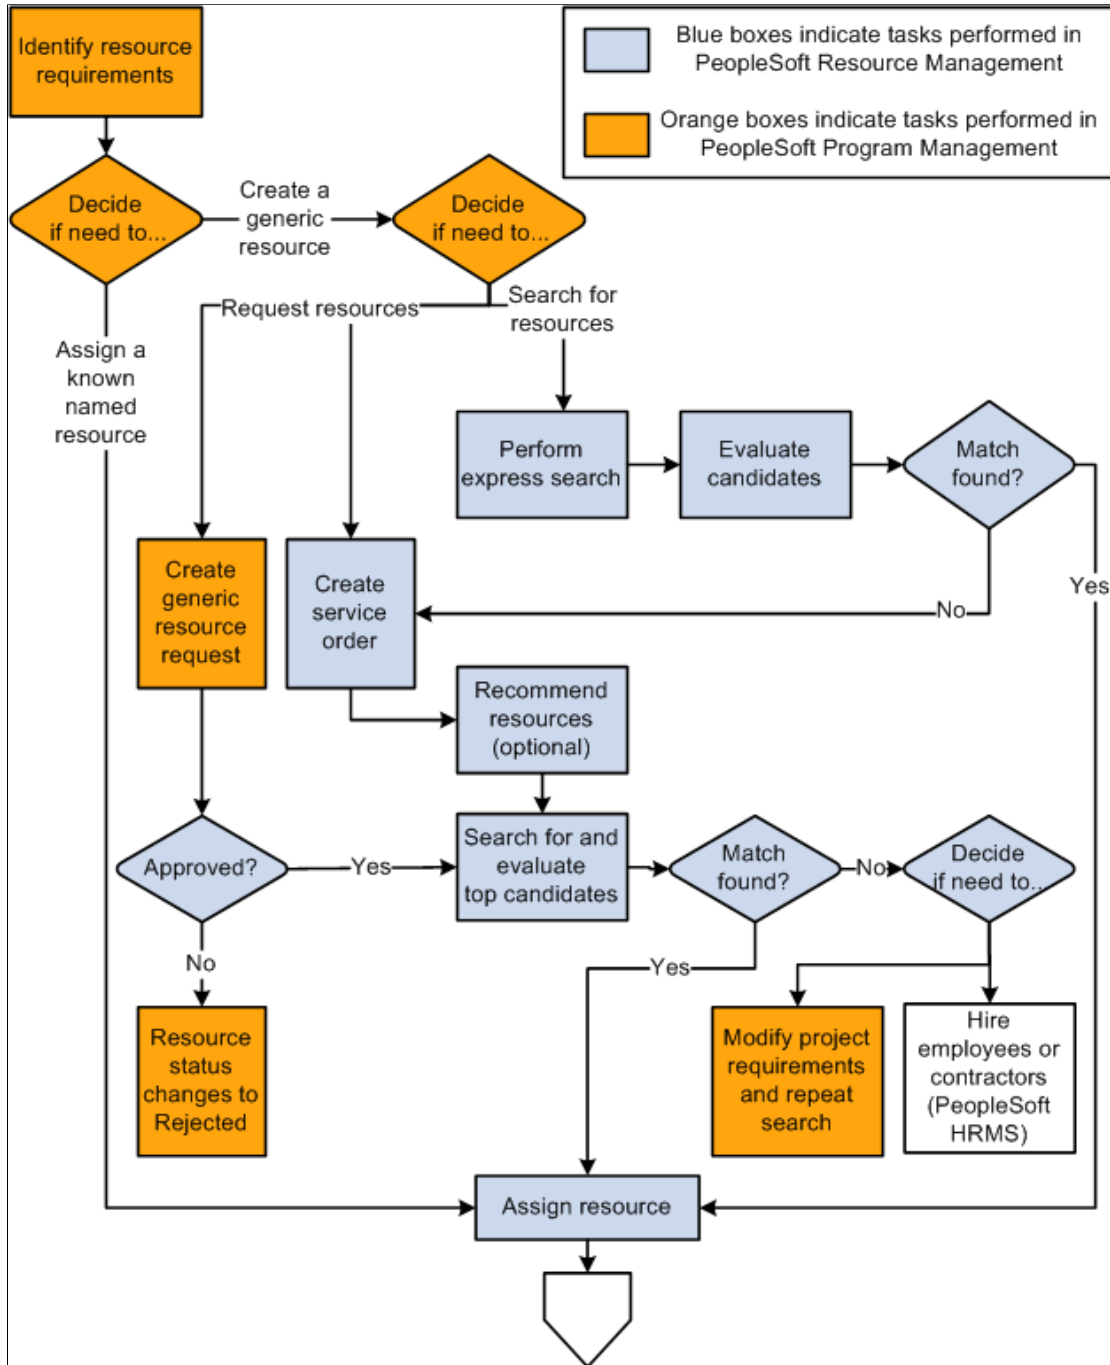 Identify resource
requirements
Blue boxes indicate tasks performed in
PeopleSoft Resource Management
Orange boxes indicate tasks performed in
PeopleSoft Program Management
Decide
if need to...
Create a
generic
resource
Decide
if need to...
Request resources
Search for
resources
Assign a
known
named
resource
Perform
express search
Evaluate
candidates
Match
found?
Yes
No
Create
generic
resource
request
Create
service
order
Recommend
resources
(optional)
Approved?
Yes
Search for and
evaluate
top candidates
Match
found?
No
Decide
if need to..
No
Yes
Resource
status
changes to
Rejected
Modify project
requirements
and repeat
search
Hire
employees or
contractors
(PeopleSoft
HRMS)
Assign resource